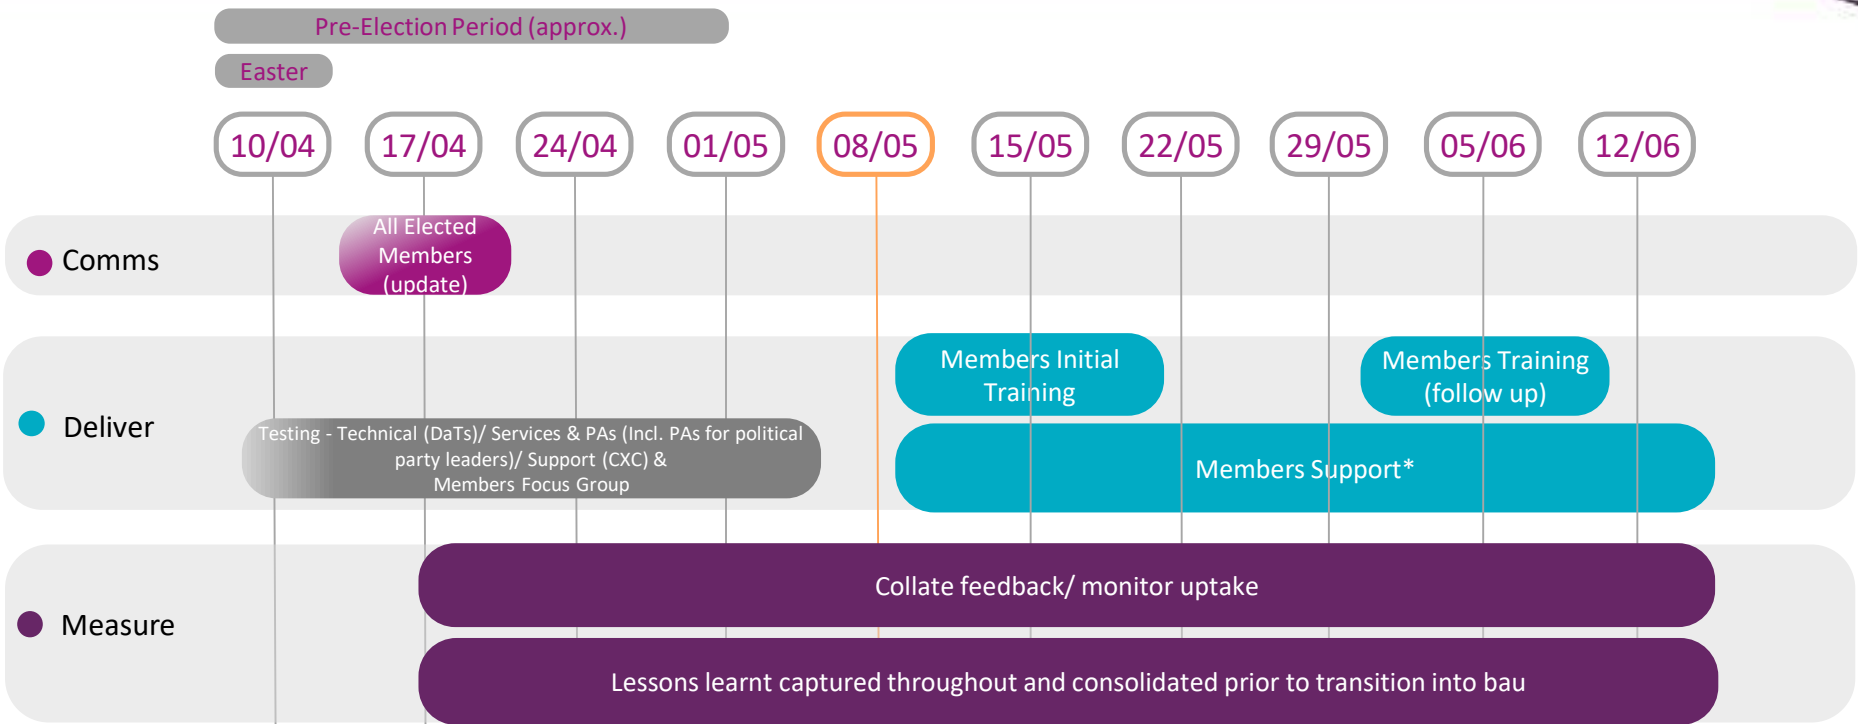 Pre-Election Period (approx.)
Easter
10/04
17/04
24/04
01/05
08/05
15/05
22/05
29/05
05/06
12/06
Comms
All Elected
Members
(update)
Deliver
Members Initial
Training
Members Training
(follow up)
Testing - Technical (DaTs)/ Services & PAs (Incl. PAs for political
party leaders)/ Support (CXC) &
Members Focus Group
Members Support*
Measure
Collate feedback/ monitor uptake
Lessons learnt captured throughout and consolidated prior to transition into bau